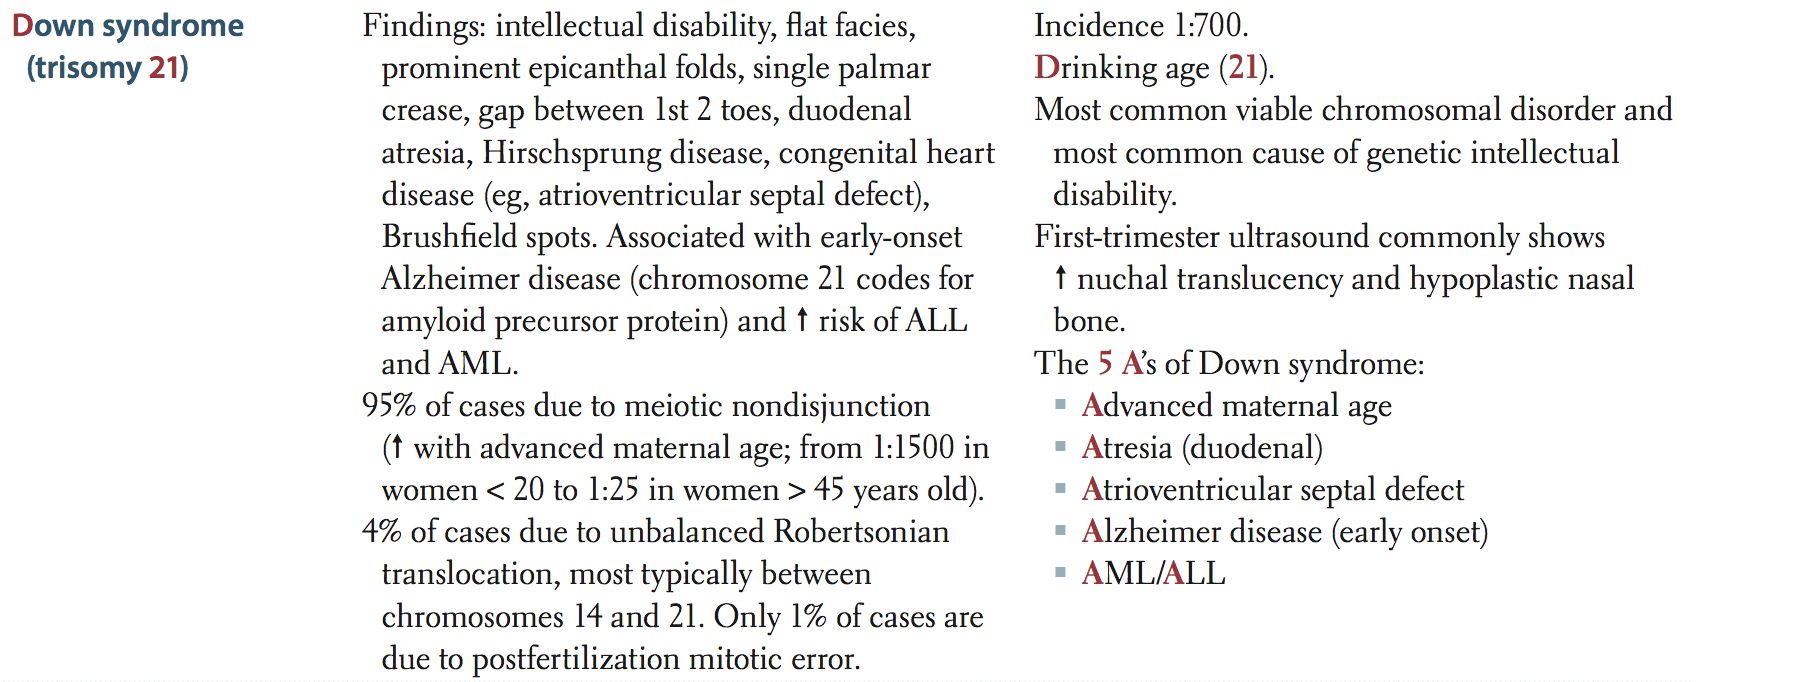 Down syndrome
(trisomy 21)
Findings: intellectual disability, flat facies,
prominent epicanthal folds, single palmar
crease, gap between 1st 2 toes, duodenal
atresia, Hirschsprung disease, congenital heart
disease (eg, atrioventricular septal defect),
Brushfield spots. Associated with early-onset
Alzheimer disease (chromosome 21 codes for
amyloid precursor protein) and ↑ risk of ALL
and AML.
95% of cases due to meiotic nondisjunction
(↑ with advanced maternal age; from 1:1500 in
women < 20 to 1:25 in women > 45 years old).
4% of cases due to unbalanced Robertsonian
translocation, most typically between
chromosomes 14 and 21. Only 1% of cases are
due to postfertilization mitotic error.
Incidence 1:700.
Drinking age (21).
Most common viable chromosomal disorder and
most common cause of genetic intellectual
disability.
First-trimester ultrasound commonly shows
↑ nuchal translucency and hypoplastic nasal
bone.
The 5 A's of Down syndrome:
▪ Advanced maternal age
▪ Atresia (duodenal)
▪ Atrioventricular septal defect
▪ Alzheimer disease (early onset)
▪ AML/ALL